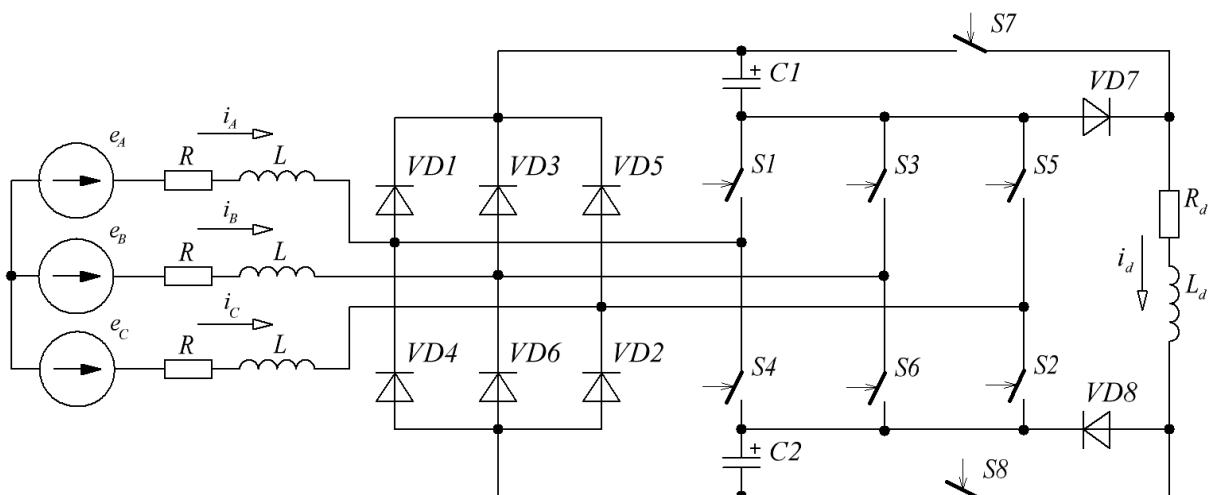 S7
+ C1
VD7
e_A
i_A
R
L
VD1
VD3
VD5
S1
S3
S5
R_d
e_B
i_B
R
L
i_d
L_d
e_C
i_C
R
L
VD4
VD6
VD2
S4
S6
S2
VD8
+ C2
S8